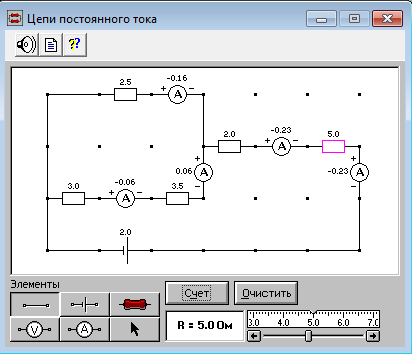 Цепи постоянного тока
??
2.5 -0.16
+ A −
2.0 -0.23 5.0
+ A −
+
0.06 A
−
+
-0.23 A
−
3.0 -0.06 3.5
+ A −
2.0
Элементы
Счет Очистить
V A
R = 5.0 Ом
3.0 4.0 5.0 6.0 7.0